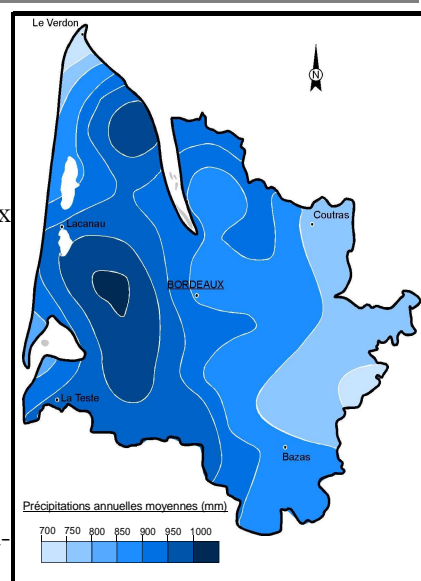 Le Verdon
N
X
Coutras
Lacanau
BORDEAUX
La Teste
Bazas
Précipitations annuelles moyennes (mm)
700 750 800 850 900 950 1000
-